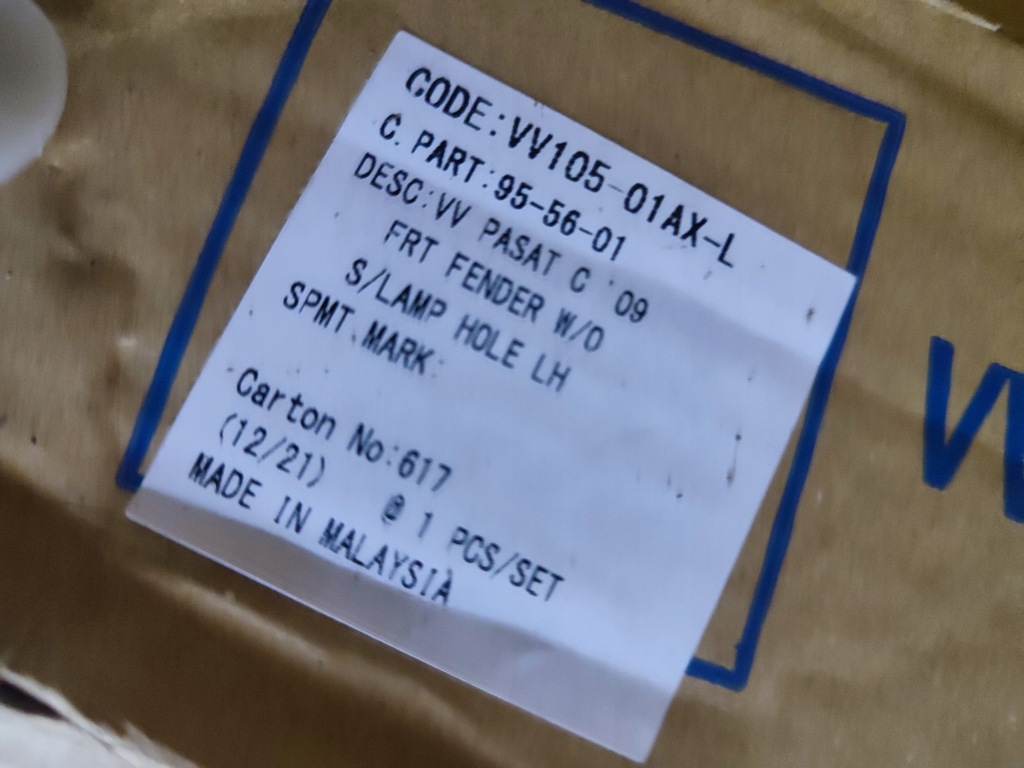 CODE:VV105-01AX-L
C. PART:95-56-01
DESC:VV PASAT C '09
FRT FENDER W/O
S/LAMP HOLE LH
SPMT.MARK:
Carton No:617
(12/21) @ 1 PCS/SET
MADE IN MALAYSIA